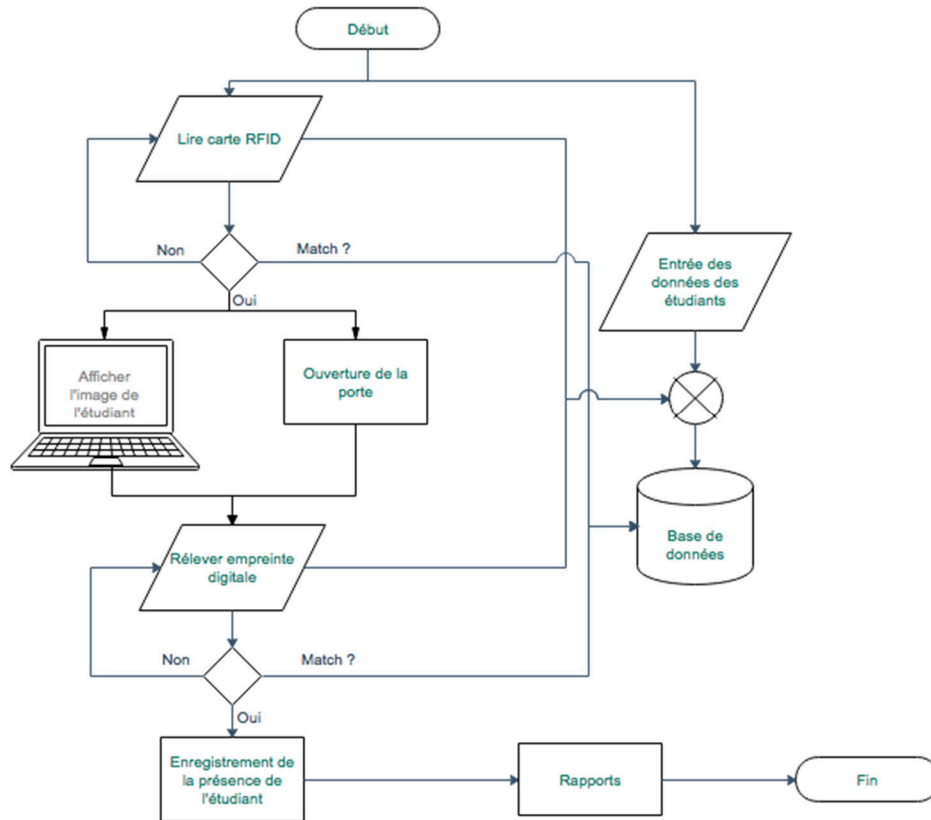 Début
Lire carte RFID
Non
Match ?
Entrée des
données des
étudiants
Oui
Afficher
l'image de
l'étudiant
Ouverture de la
porte
Rélever empreinte
digitale
Base de
données
Non
Match ?
Oui
Enregistrement de
la présence de
l'étudiant
Rapports
Fin